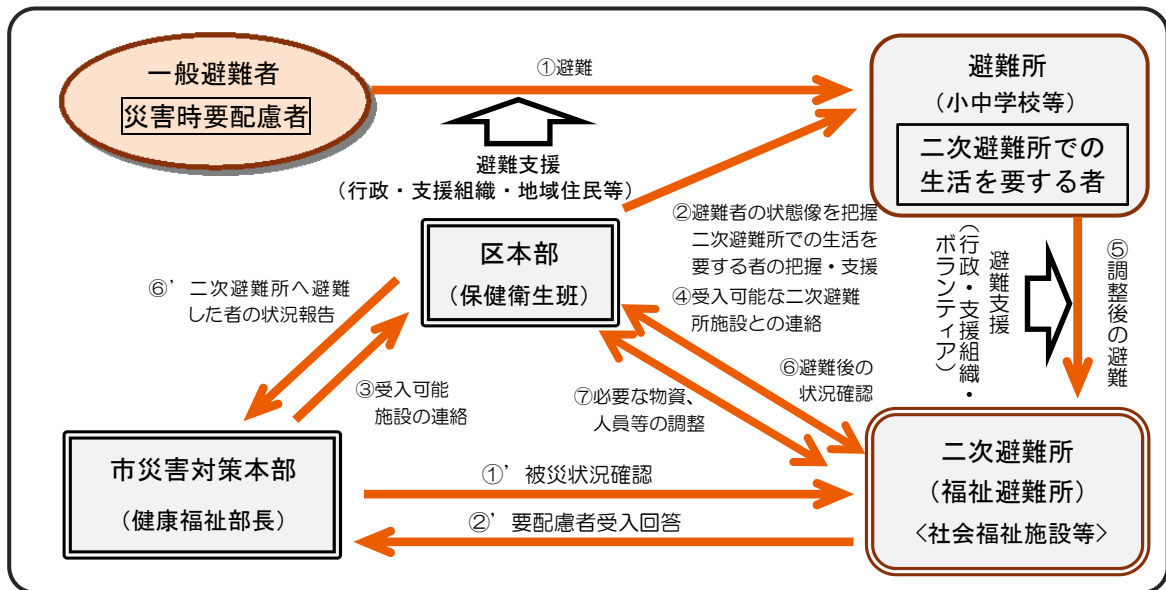 一般避難者
災害時要配慮者
①避難
避難所
（小中学校等）
二次避難所での
生活を要する者
避難支援
（行政・支援組織・地域住民等）
②避難者の状態像を把握
二次避難所での生活を
要する者の把握・支援
④受入可能な二次避難
所施設との連絡
区本部
（保健衛生班）
⑥’二次避難所へ避難
した者の状況報告
③受入可能
施設の連絡
⑥避難後の
状況確認
⑦必要な物資、
人員等の調整
避難支援
（行政・支援組織・
ボランティア）
⑤調整後の避難
市災害対策本部
（健康福祉部長）
①’被災状況確認
②’要配慮者受入回答
二次避難所
（福祉避難所）
<社会福祉施設等>